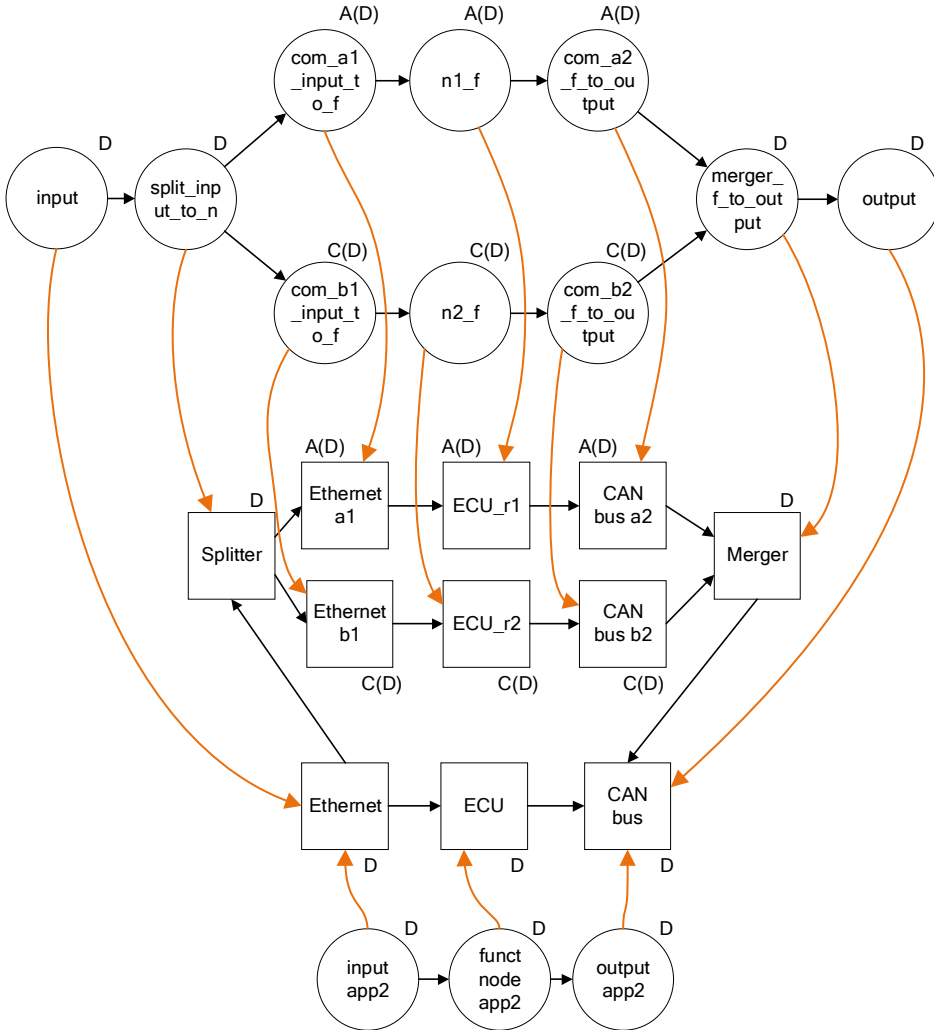 A(D)
A(D)
A(D)
com_a1
_input_t
o_f
n1_f
com_a2
_f_to_ou
tput
D
D
D
D
input
split_inp
ut_to_n
merger_
f_to_out
put
output
C(D)
C(D)
C(D)
com_b1
_input_t
o_f
n2_f
com_b2
_f_to_ou
tput
A(D)
A(D)
A(D)
Ethernet
a1
ECU_r1
CAN
bus a2
D
D
Splitter
Merger
Ethernet
b1
ECU_r2
CAN
bus b2
C(D)
C(D)
C(D)
Ethernet
ECU
CAN
bus
D
D
D
D
D
D
input
app2
funct
node
app2
output
app2